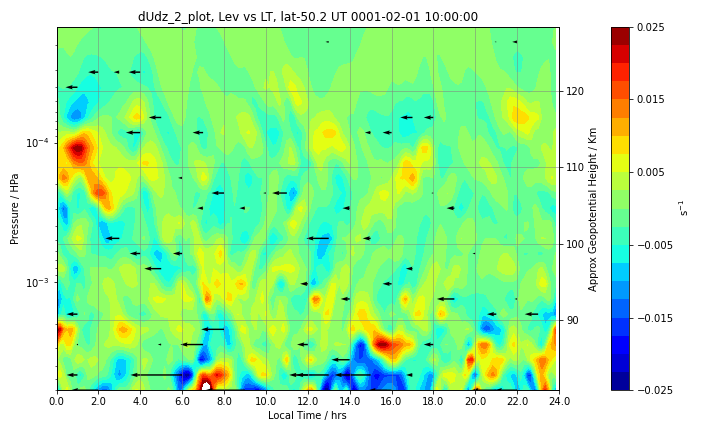 dUdz_2_plot, Lev vs LT, lat-50.2 UT 0001-02-01 10:00:00
Pressure / HPa
10⁻⁴
10⁻³
0.0 2.0 4.0 6.0 8.0 10.0 12.0 14.0 16.0 18.0 20.0 22.0 24.0
Local Time / hrs
120
110
100
90
Approx Geopotential Height / Km
0.025
0.015
0.005
−0.005
−0.015
−0.025
s⁻¹